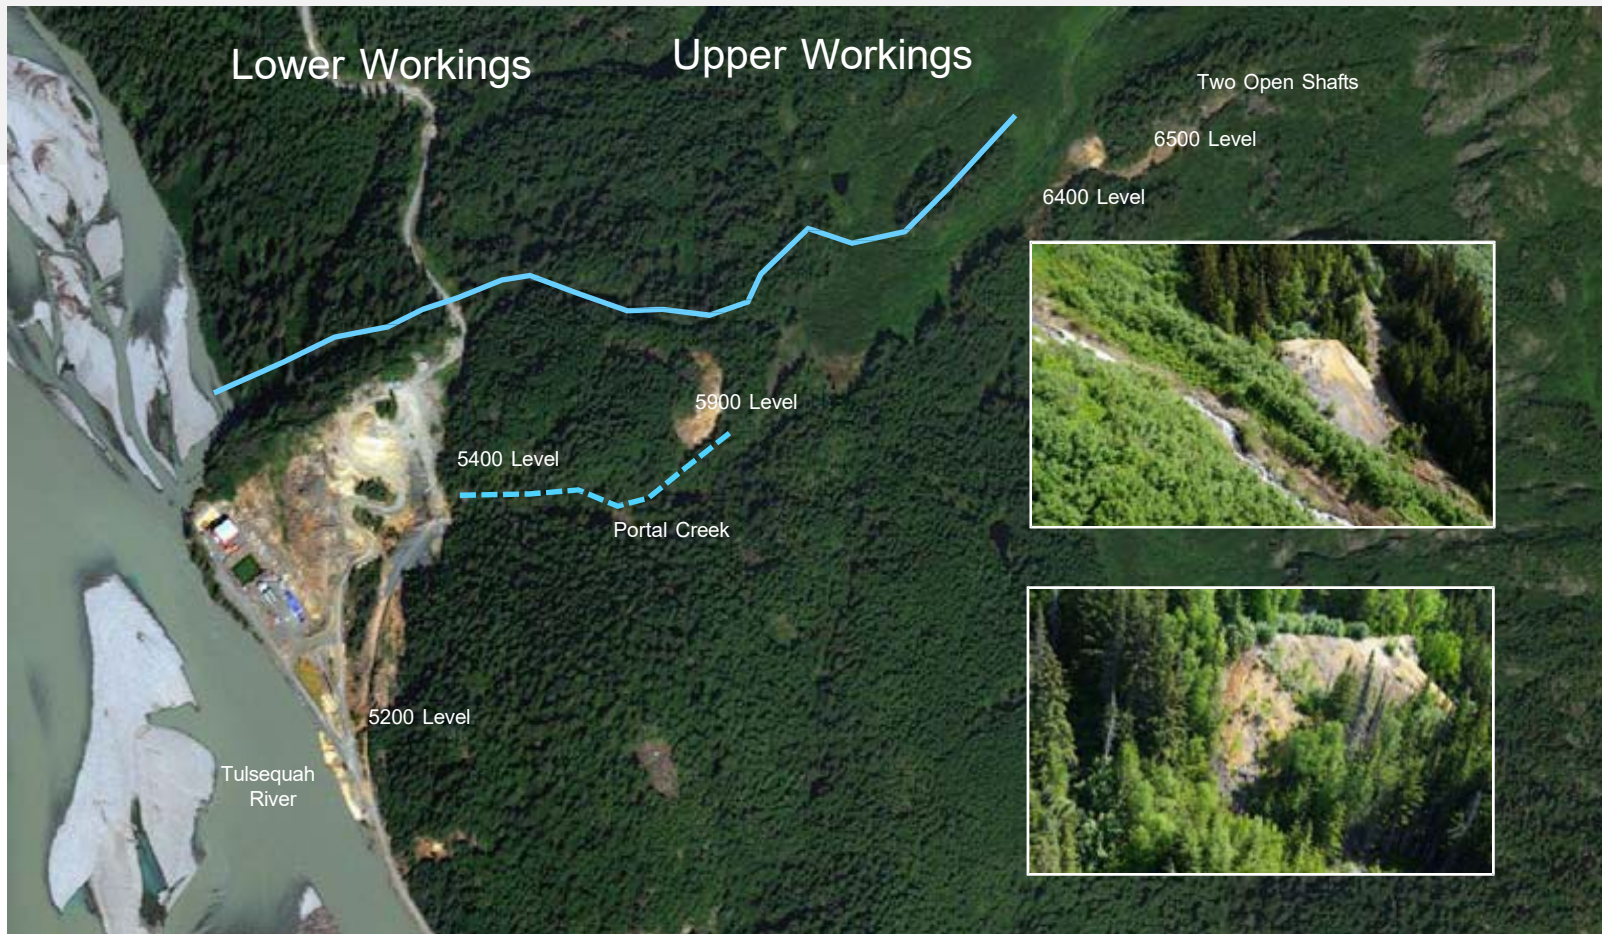 Lower Workings
Upper Workings
Two Open Shafts
6500 Level
6400 Level
5900 Level
5400 Level
Portal Creek
5200 Level
Tulsequah
River